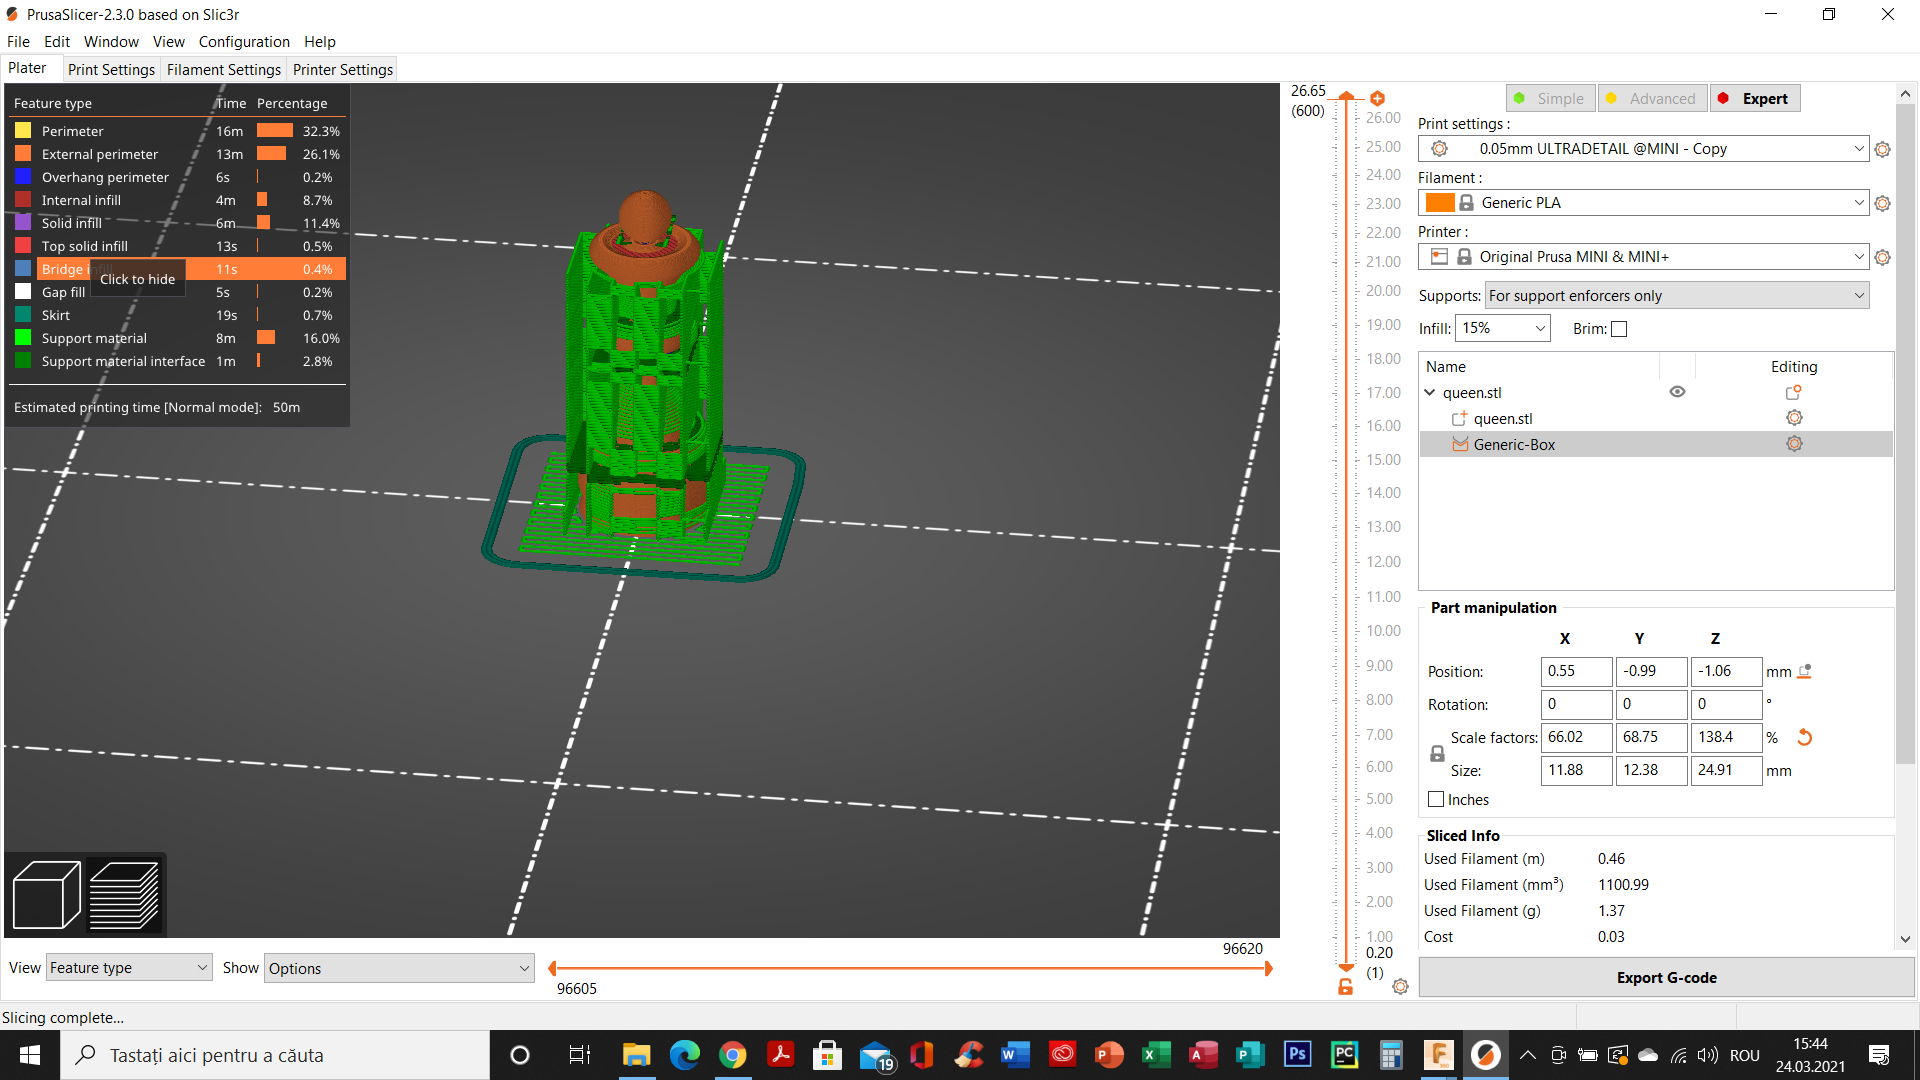 PrusaSlicer-2.3.0 based on Slic3r
File Edit Window View Configuration Help
Plater Print Settings Filament Settings Printer Settings
Feature type Time Percentage
Perimeter 16m 32.3%
External perimeter 13m 26.1%
Overhang perimeter 6s 0.2%
Internal infill 4m 8.7%
Solid infill 6m 11.4%
Top solid infill 13s 0.5%
Bridge 11s 0.4%
Click to hide
Gap fill 5s 0.2%
Skirt 19s 0.7%
Support material 8m 16.0%
Support material interface 1m 2.8%
Estimated printing time [Normal mode]: 50m
26.65
(600)
26.00
25.00
24.00
23.00
22.00
21.00
20.00
19.00
18.00
17.00
16.00
15.00
14.00
13.00
12.00
11.00
10.00
9.00
8.00
7.00
6.00
5.00
4.00
3.00
2.00
1.00
0.20
(1)
Simple Advanced Expert
Print settings :
0.05mm ULTRADETAIL @MINI - Copy
Filament :
Generic PLA
Printer :
Original Prusa MINI & MINI+
Supports: For support enforcers only
Infill: 15% Brim:
Name Editing
queen.stl
queen.stl
Generic-Box
Part manipulation
X Y Z
Position: 0.55 -0.99 -1.06 mm
Rotation: 0 0 0 °
Scale factors: 66.02 68.75 138.4 %
Size: 11.88 12.38 24.91 mm
Inches
Sliced Info
Used Filament (m) 0.46
Used Filament (mm³) 1100.99
Used Filament (g) 1.37
Cost 0.03
Export G-code
View Feature type Show Options
96620
96605
Slicing complete...
Tastați aici pentru a căuta
19
ROU
15:44
24.03.2021